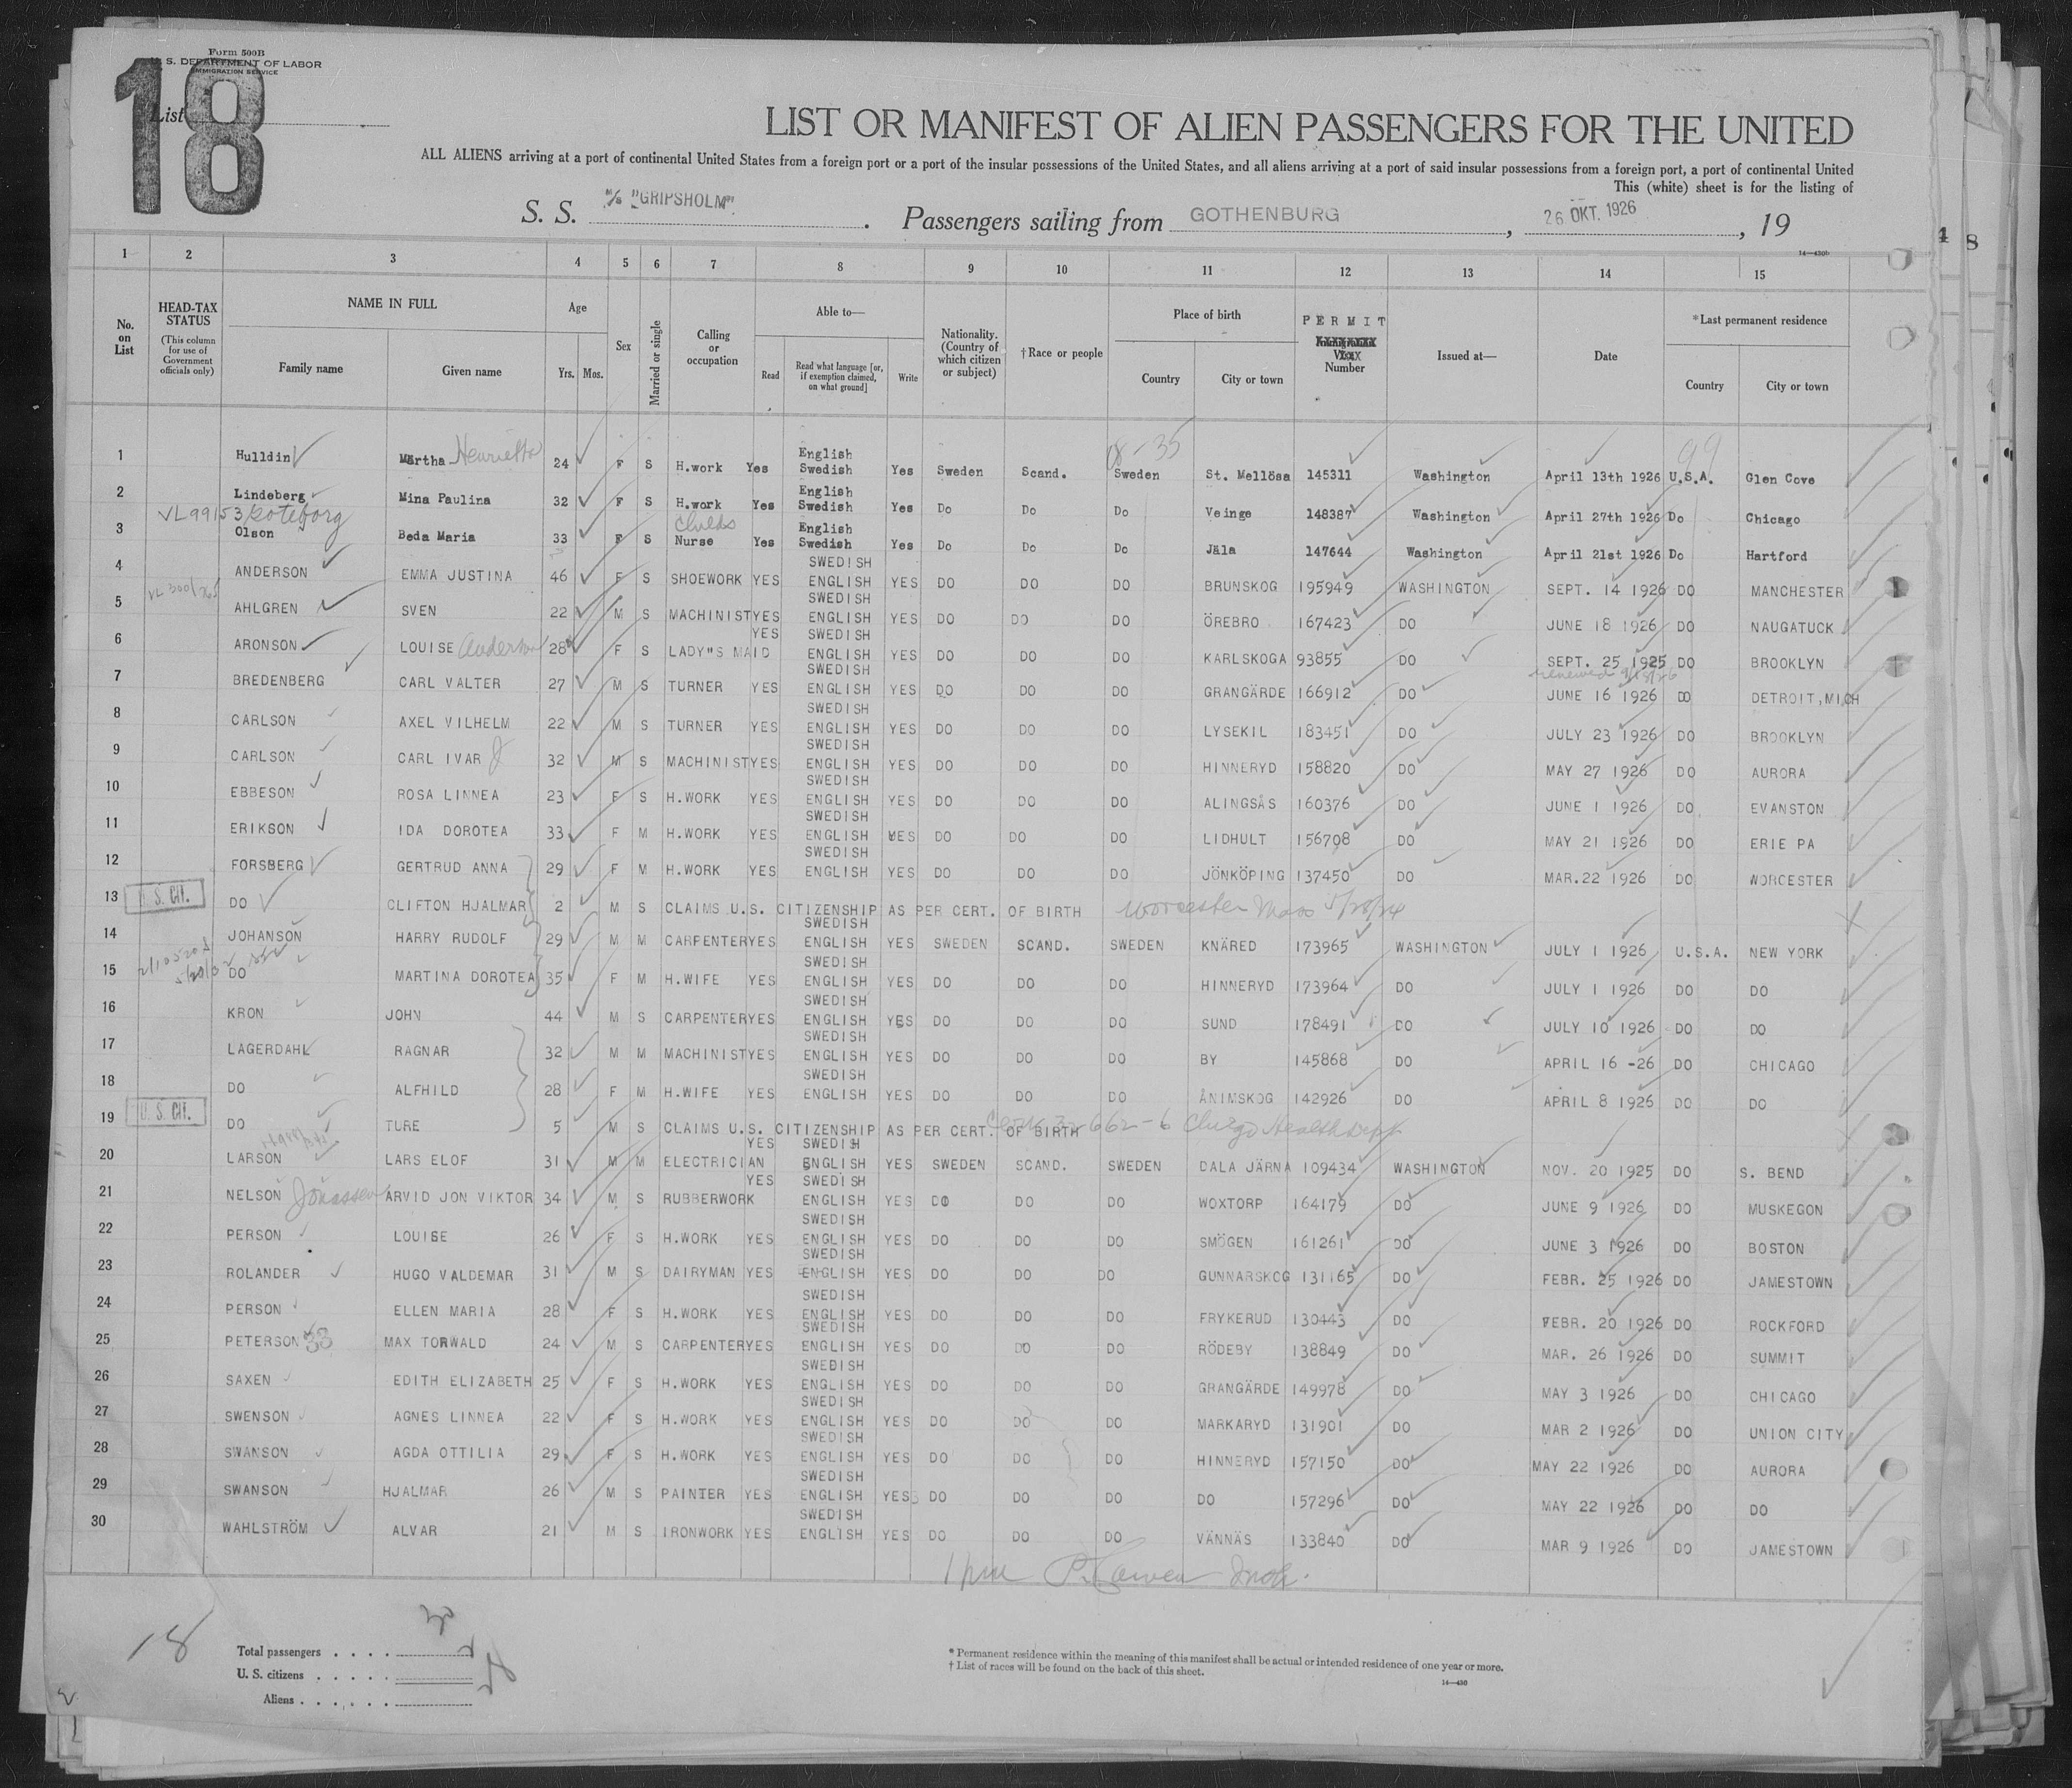 Form 500B
U. S. DEPARTMENT OF LABOR
IMMIGRATION SERVICE
18
List
LIST OR MANIFEST OF ALIEN PASSENGERS FOR THE UNITED
ALL ALIENS arriving at a port of continental United States from a foreign port or a port of the insular possessions of the United States, and all aliens arriving at a port of said insular possessions from a foreign port, a port of continental United
This (white) sheet is for the listing of
S. S. M/S "GRIPSHOLM". Passengers sailing from GOTHENBURG, 26 OKT. 1926, 19
14—430b
4 8
1 2 3 4 5 6 7 8 9 10 11 12 13 14 15
No. on List
HEAD-TAX STATUS
(This column for use of Government officials only)
NAME IN FULL
Family name
Given name
Age
Yrs. Mos.
Sex
Married or single
Calling or occupation
Able to—
Read
Read what language [or, if exemption claimed, on what ground]
Write
Nationality. (Country of which citizen or subject)
†Race or people
Place of birth
Country
City or town
PERMIT
Number
Issued at—
Date
*Last permanent residence
Country
City or town
18-35 99
1 Hulldin Martha Henrietta 24 F S H.work Yes English Swedish Yes Sweden Scand. Sweden St. Mellösa 145311 Washington April 13th 1926 U.S.A. Glen Cove
2 Lindeberg Mina Paulina 32 F S H.work Yes English Swedish Yes Do Do Do Veinge 148387 Washington April 27th 1926 Do Chicago
VL99153 Goteborg
3 Olson Beda Maria 33 F S Childs Nurse Yes English Swedish Yes Do Do Do Jäla 147644 Washington April 21st 1926 Do Hartford
4 ANDERSON EMMA JUSTINA 46 F S SHOEWORK YES SWEDISH ENGLISH YES DO DO DO BRUNSKOG 195949 WASHINGTON SEPT. 14 1926 DO MANCHESTER
5 AHLGREN SVEN 22 M S MACHINIST YES SWEDISH ENGLISH YES DO DO DO ÖREBRO 167423 DO JUNE 18 1926 DO NAUGATUCK
6 ARONSON LOUISE Anderson 28 F S LADY"S MAID YES SWEDISH ENGLISH YES DO DO DO KARLSKOGA 93855 DO SEPT. 25 1925 DO BROOKLYN
renewed
7 BREDENBERG CARL VALTER 27 M S TURNER YES SWEDISH ENGLISH YES DO DO DO GRANGÄRDE 166912 DO JUNE 16 1926 DO DETROIT,MICH
8 CARLSON AXEL VILHELM 22 M S TURNER YES SWEDISH ENGLISH YES DO DO DO LYSEKIL 183451 DO JULY 23 1926 DO BROOKLYN
9 CARLSON CARL IVAR J 32 M S MACHINIST YES SWEDISH ENGLISH YES DO DO DO HINNERYD 158820 DO MAY 27 1926 DO AURORA
10 EBBESON ROSA LINNEA 23 F S H.WORK YES SWEDISH ENGLISH YES DO DO DO ALINGSÅS 160376 DO JUNE 1 1926 DO EVANSTON
11 ERIKSON IDA DOROTEA 33 F M H.WORK YES SWEDISH ENGLISH YES DO DO DO LIDHULT 156708 DO MAY 21 1926 DO ERIE PA
12 FORSBERG GERTRUD ANNA 29 F M H.WORK YES SWEDISH ENGLISH YES DO DO DO JÖNKÖPING 137450 DO MAR.22 1926 DO WORCESTER
13 U. S. CIT. DO CLIFTON HJALMAR 2 M S CLAIMS U.S. CITIZENSHIP AS PER CERT. OF BIRTH Worcester Mass 5/28/24
14 JOHANSON HARRY RUDOLF 29 M M CARPENTER YES SWEDISH ENGLISH YES SWEDEN SCAND. SWEDEN KNÄRED 173965 WASHINGTON JULY 1 1926 U.S.A. NEW YORK
15 DO MARTINA DOROTEA 35 F M H.WIFE YES SWEDISH ENGLISH YES DO DO DO HINNERYD 173964 DO JULY 1 1926 DO DO
16 KRON JOHN 44 M S CARPENTER YES SWEDISH ENGLISH YES DO DO DO SUND 178491 DO JULY 10 1926 DO DO
17 LAGERDAHL RAGNAR 32 M M MACHINIST YES SWEDISH ENGLISH YES DO DO DO BY 145868 DO APRIL 16 -26 DO CHICAGO
18 DO ALFHILD 28 F M H.WIFE YES SWEDISH ENGLISH YES DO DO DO ÅNIMSKOG 142926 DO APRIL 8 1926 DO DO
19 U. S. CIT. DO TURE 5 M S CLAIMS U.S. CITIZENSHIP AS PER CERT. OF BIRTH
20 LARSON LARS ELOF 31 M M ELECTRICIAN YES SWEDISH ENGLISH YES SWEDEN SCAND. SWEDEN DALA JÄRNA 109434 WASHINGTON NOV. 20 1925 DO S. BEND
21 NELSON Jonassen ARVID JON VIKTOR 34 M S RUBBERWORK YES SWEDISH ENGLISH YES DO DO DO WOXTORP 164179 DO JUNE 9 1926 DO MUSKEGON
22 PERSON LOUISE 26 F S H.WORK YES SWEDISH ENGLISH YES DO DO DO SMÖGEN 161261 DO JUNE 3 1926 DO BOSTON
23 ROLANDER HUGO VALDEMAR 31 M S DAIRYMAN YES SWEDISH ENGLISH YES DO DO DO GUNNARSKOG 131165 DO FEBR. 25 1926 DO JAMESTOWN
24 PERSON ELLEN MARIA 28 F S H.WORK YES SWEDISH ENGLISH YES DO DO DO FRYKERUD 130443 DO FEBR. 20 1926 DO ROCKFORD
25 PETERSON 33 MAX TORWALD 24 M S CARPENTER YES SWEDISH ENGLISH YES DO DO DO RÖDEBY 138849 DO MAR. 26 1926 DO SUMMIT
26 SAXEN EDITH ELIZABETH 25 F S H.WORK YES SWEDISH ENGLISH YES DO DO DO GRANGÄRDE 149978 DO MAY 3 1926 DO CHICAGO
27 SWENSON AGNES LINNEA 22 F S H.WORK YES SWEDISH ENGLISH YES DO DO DO MARKARYD 131901 DO MAR 2 1926 DO UNION CITY
28 SWANSON AGDA OTTILIA 29 F S H.WORK YES SWEDISH ENGLISH YES DO DO DO HINNERYD 157150 DO MAY 22 1926 DO AURORA
29 SWANSON HJALMAR 26 M S PAINTER YES SWEDISH ENGLISH YES DO DO DO DO 157296 DO MAY 22 1926 DO DO
30 WAHLSTRÖM ALVAR 21 M S IRONWORK YES SWEDISH ENGLISH YES DO DO DO VÄNNÄS 133840 DO MAR 9 1926 DO JAMESTOWN
18
Total passengers
U. S. citizens
Aliens
* Permanent residence within the meaning of this manifest shall be actual or intended residence of one year or more.
† List of races will be found on the back of this sheet.
14—430